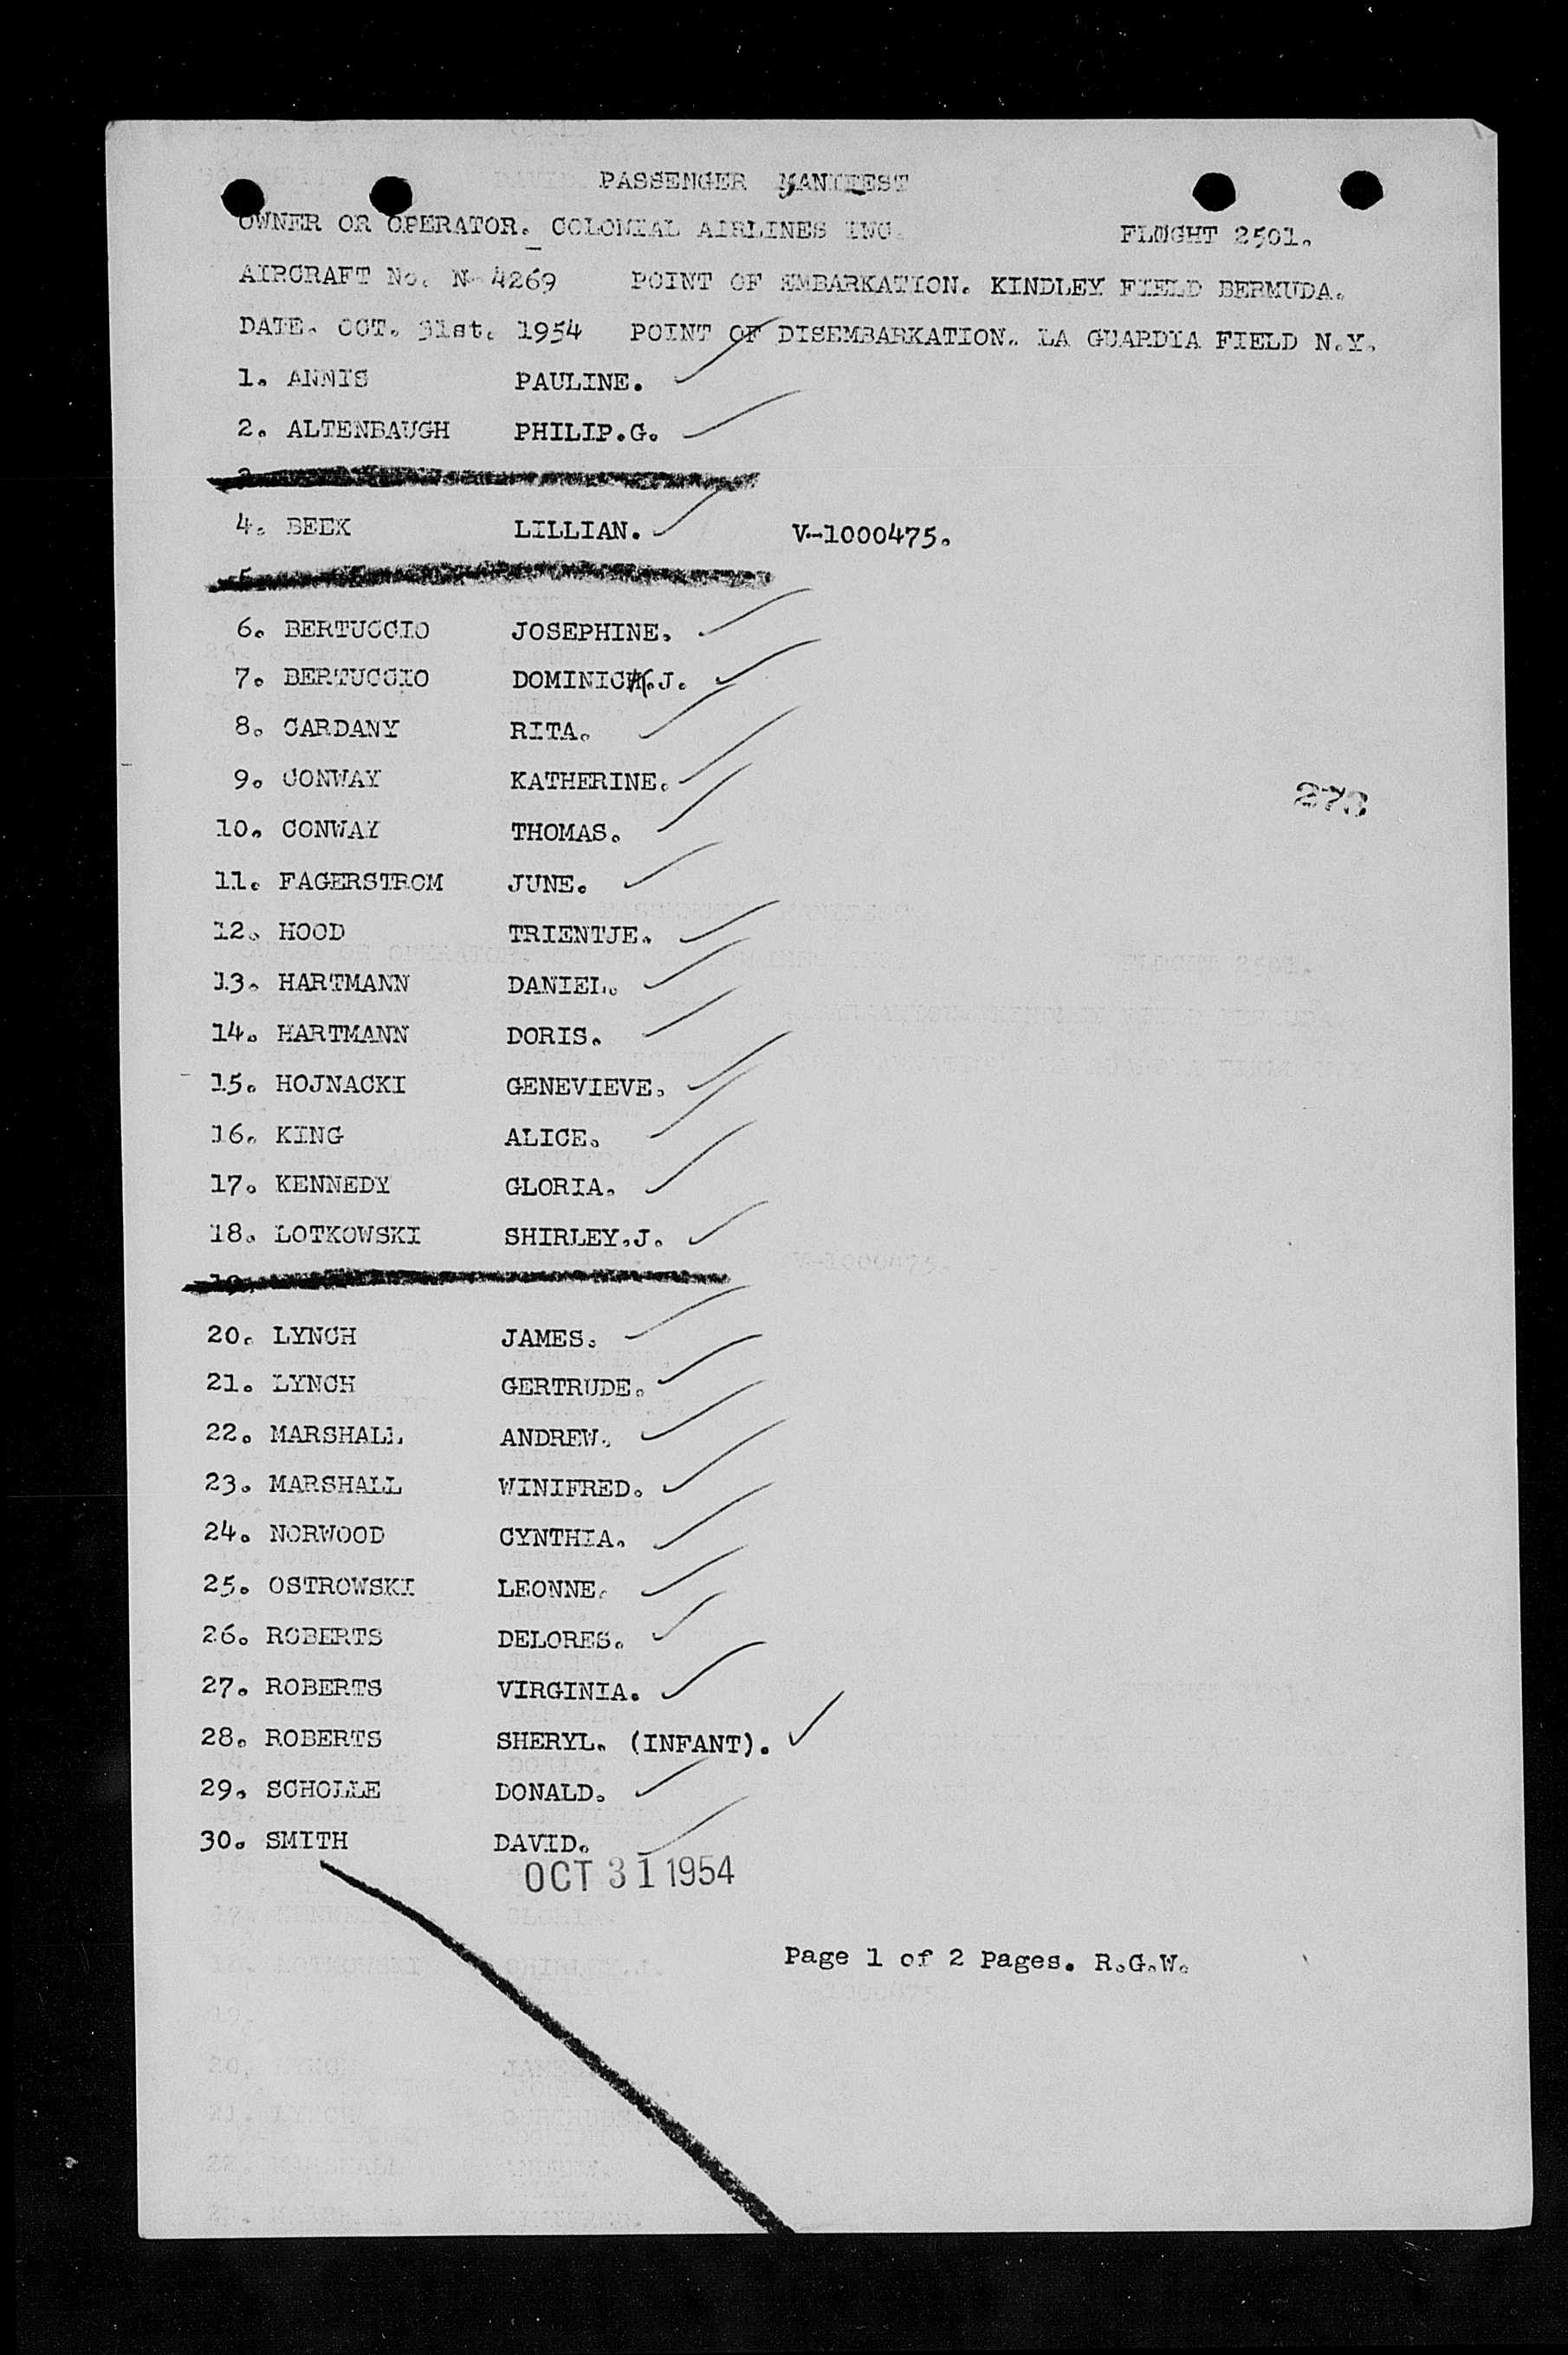 PASSENGER MANIFEST
OWNER OR OPERATOR. COLONIAL AIRLINES INC. FLIGHT 2501.
AIRCRAFT No. N- 4269 POINT OF EMBARKATION. KINDLEY FIELD BERMUDA.
DATE. OCT. 31st. 1954 POINT OF DISEMBARKATION. LA GUARDIA FIELD N.Y.
1. ANNIS PAULINE.
2. ALTENBAUGH PHILIP.G.
4. BEEK LILLIAN. V-1000475.
6. BERTUCCIO JOSEPHINE.
7. BERTUCCIO DOMINICK.J.
8. CARDANY RITA.
9. CONWAY KATHERINE.
10. CONWAY THOMAS.
273
11. FAGERSTROM JUNE.
12. HOOD TRIENTJE.
13. HARTMANN DANIEL.
14. HARTMANN DORIS.
15. HOJNACKI GENEVIEVE.
16. KING ALICE.
17. KENNEDY GLORIA.
18. LOTKOWSKI SHIRLEY.J.
19.
20. LYNCH JAMES.
21. LYNCH GERTRUDE.
22. MARSHALL ANDREW.
23. MARSHALL WINIFRED.
24. NORWOOD CYNTHIA.
25. OSTROWSKI LEONNE.
26. ROBERTS DELORES.
27. ROBERTS VIRGINIA.
28. ROBERTS SHERYL. (INFANT).
29. SCHOLLE DONALD.
30. SMITH DAVID.
OCT 31 1954
Page 1 of 2 Pages. R.G.W.